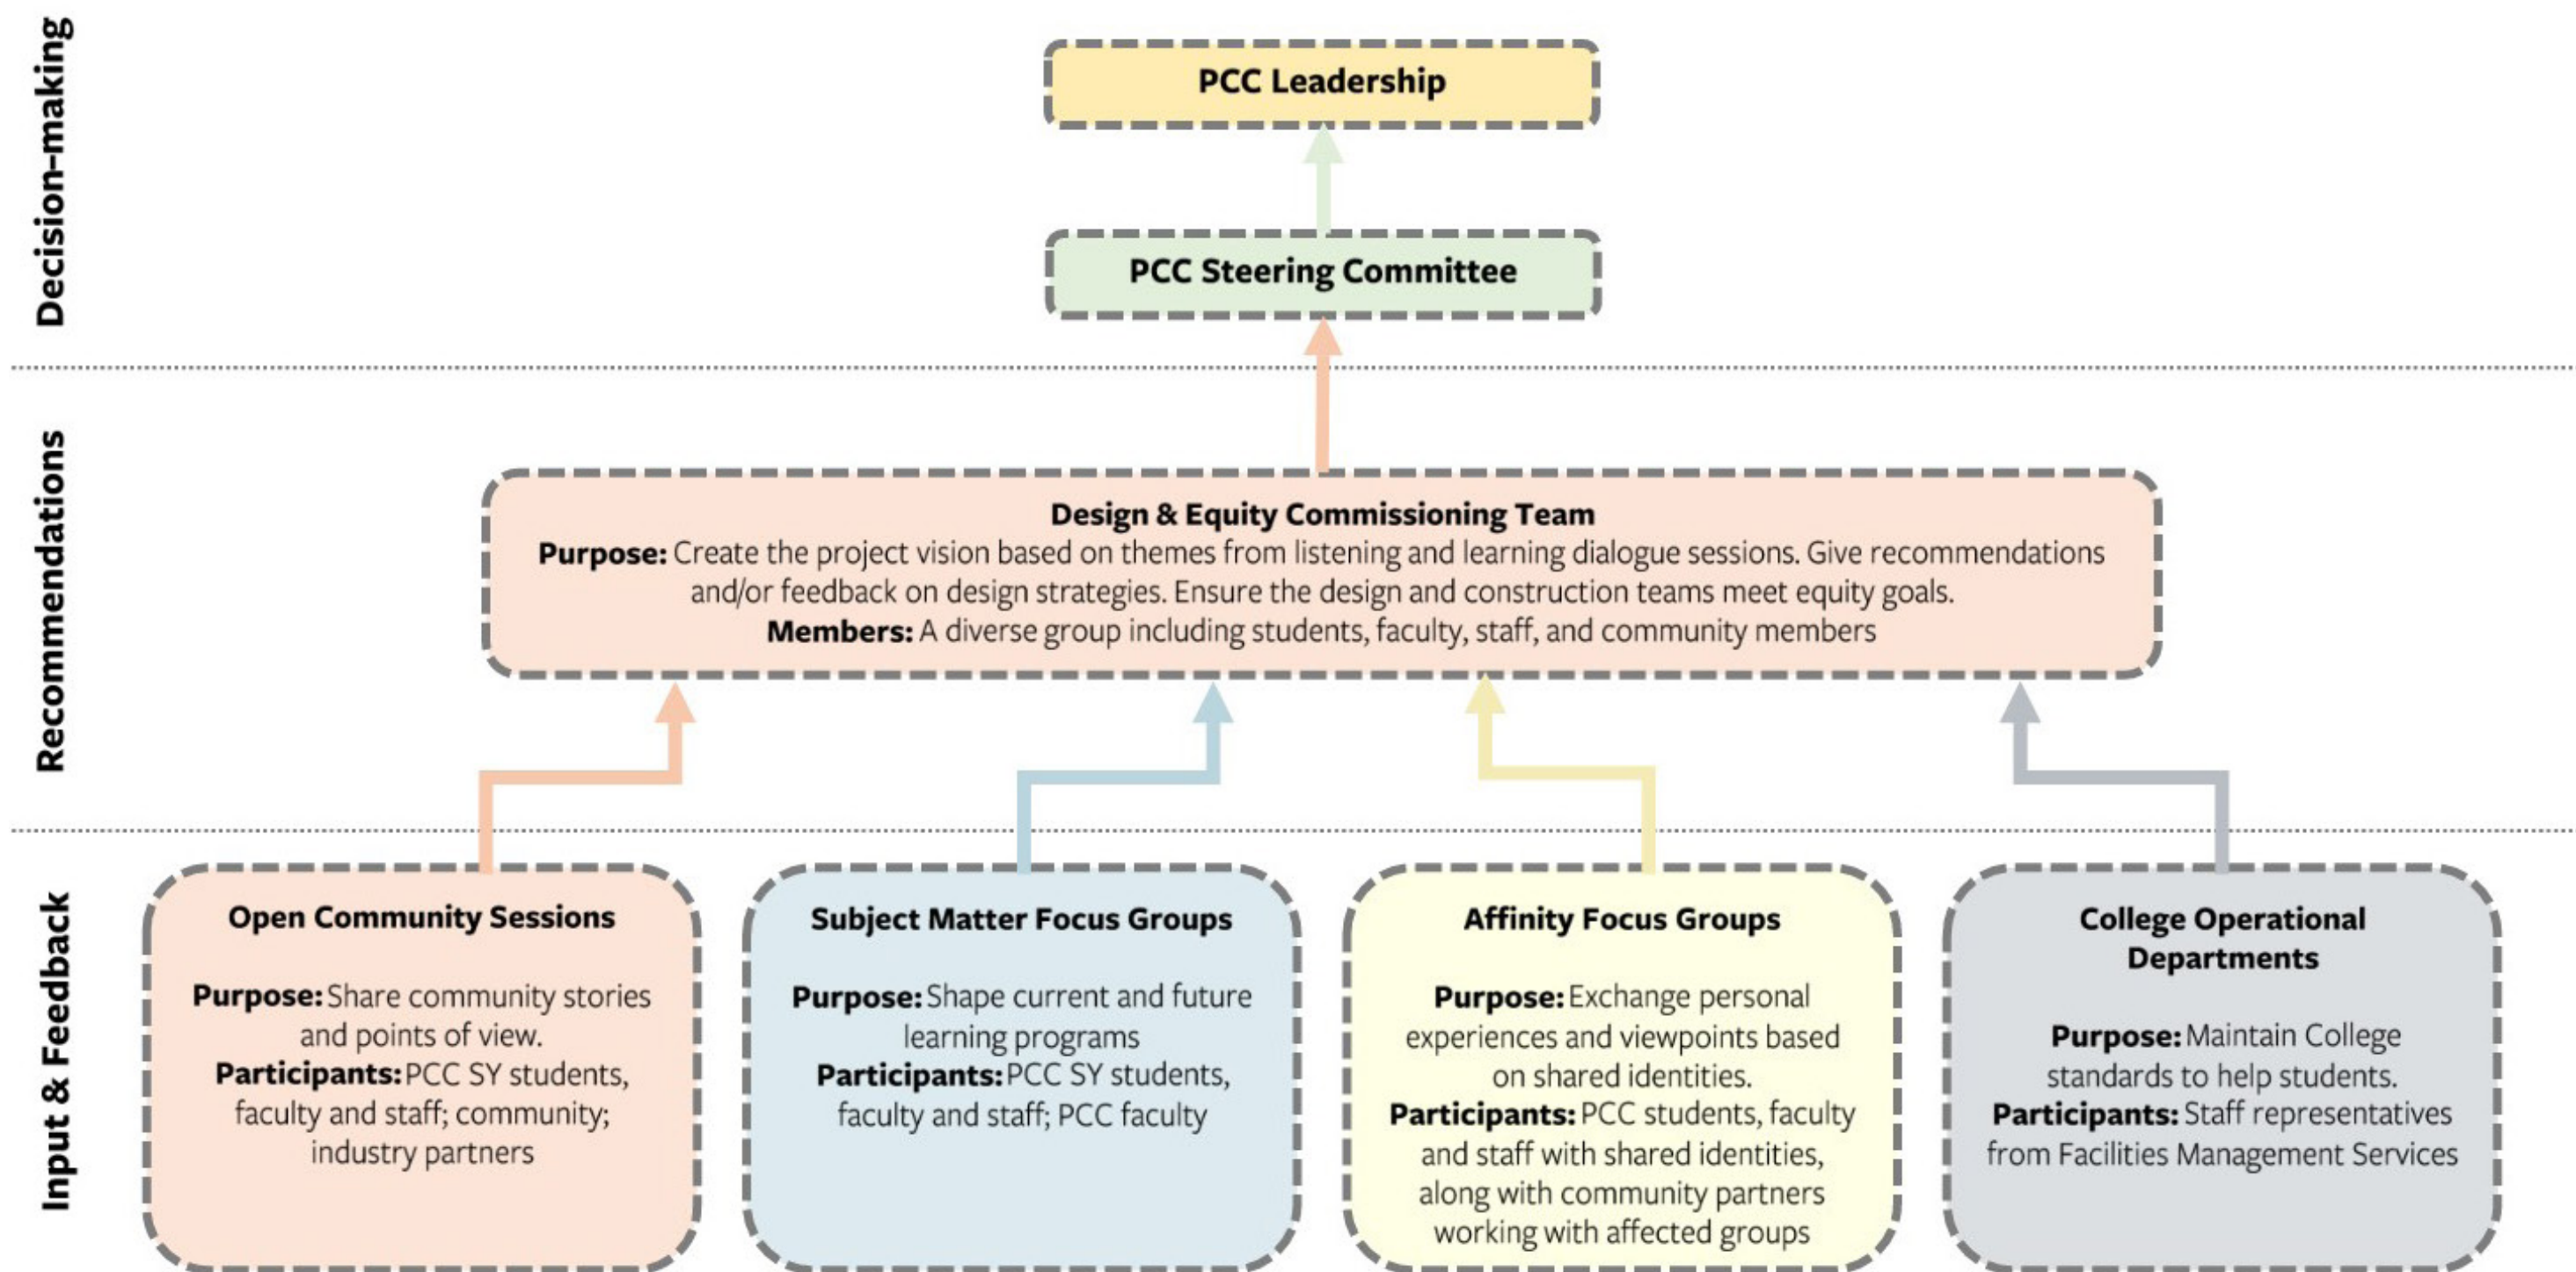 Decision-making
PCC Leadership
PCC Steering Committee
Recommendations
Design & Equity Commissioning Team
Purpose: Create the project vision based on themes from listening and learning dialogue sessions. Give recommendations
and/or feedback on design strategies. Ensure the design and construction teams meet equity goals.
Members: A diverse group including students, faculty, staff, and community members
Input & Feedback
Open Community Sessions
Purpose: Share community stories
and points of view.
Participants: PCC SY students,
faculty and staff; community;
industry partners
Subject Matter Focus Groups
Purpose: Shape current and future
learning programs
Participants: PCC SY students,
faculty and staff; PCC faculty
Affinity Focus Groups
Purpose: Exchange personal
experiences and viewpoints based
on shared identities.
Participants: PCC students, faculty
and staff with shared identities,
along with community partners
working with affected groups
College Operational
Departments
Purpose: Maintain College
standards to help students.
Participants: Staff representatives
from Facilities Management Services